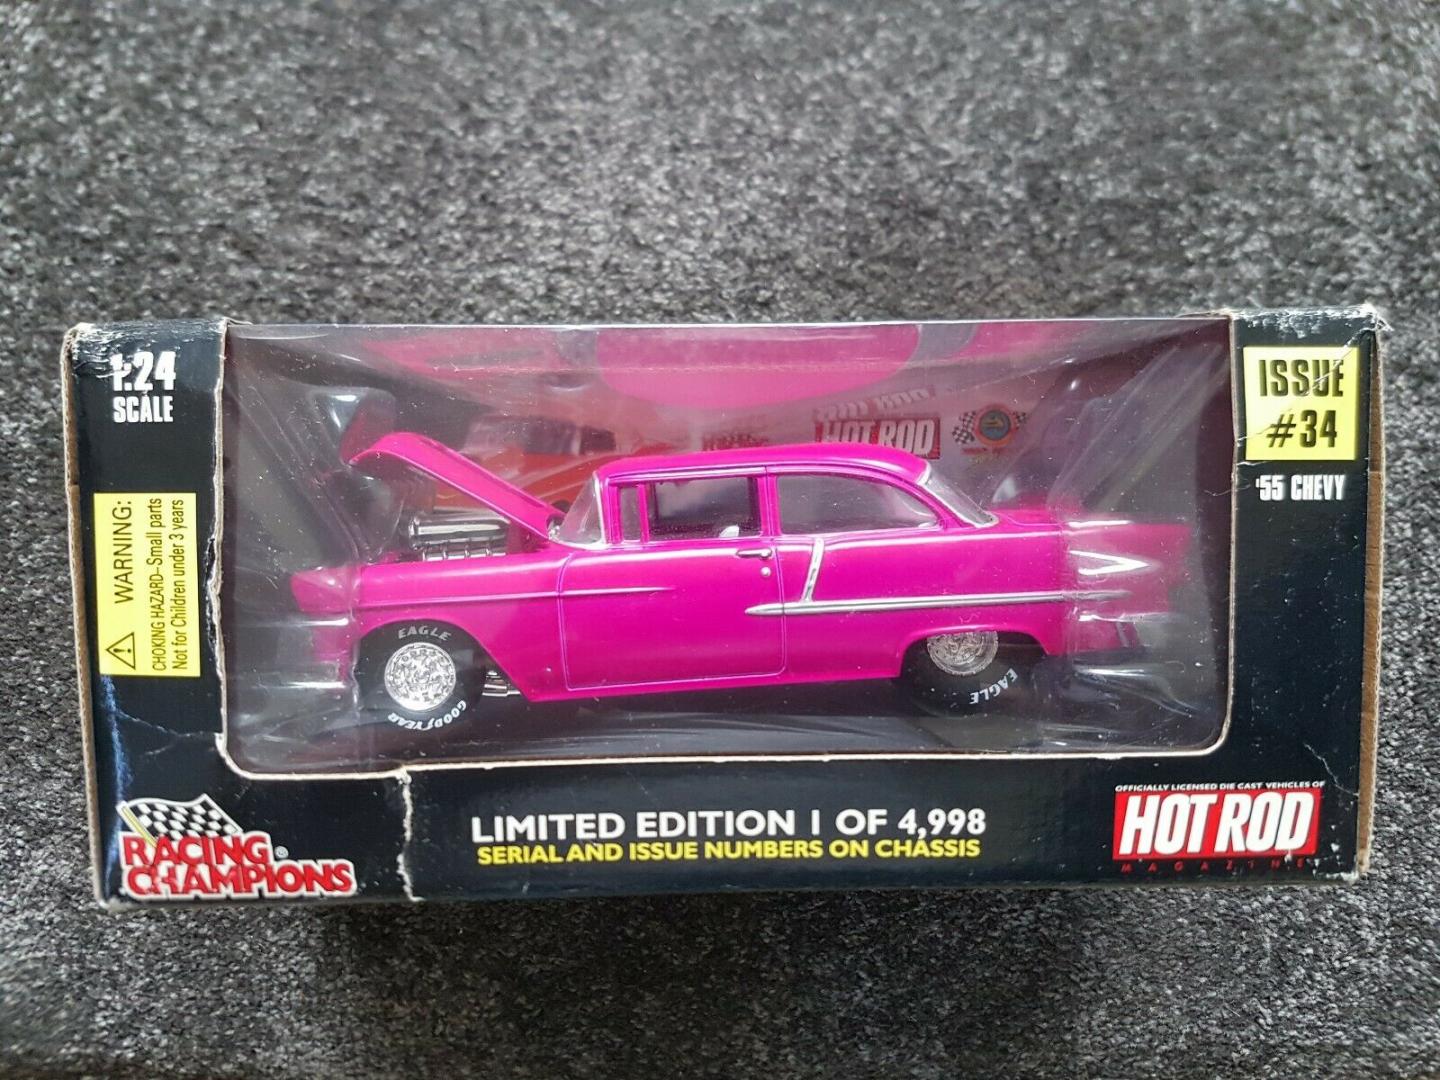 1:24
SCALE
WARNING:
CHOKING HAZARD-Small parts
Not for Children under 3 years
HOT ROD
ISSUE
#34
'55 CHEVY
EAGLE
GOODYEAR
EAGLE
RACING
CHAMPIONS®
LIMITED EDITION 1 OF 4,998
SERIAL AND ISSUE NUMBERS ON CHASSIS
OFFICIALLY LICENSED DIE CAST VEHICLES OF
HOT ROD
MAGAZINE